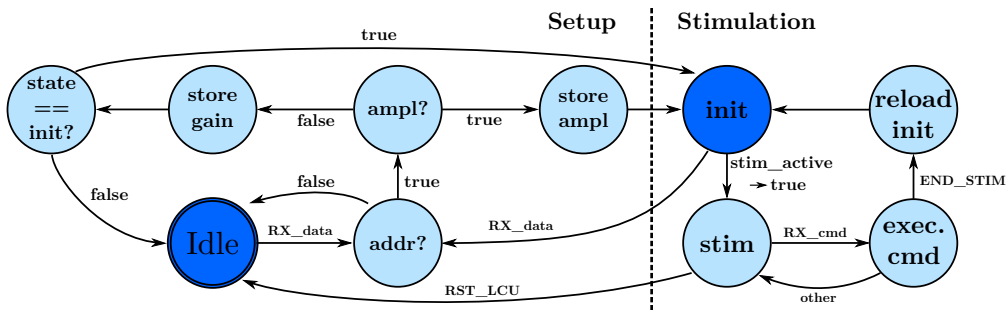 Setup
Stimulation
true
state
==
init?
store
gain
false
ampl?
true
store
ampl
init
reload
init
stim_active
true
END_STIM
false
false
true
Idle
RX_data
addr?
RX_data
stim
RX_cmd
exec.
cmd
RST_LCU
other